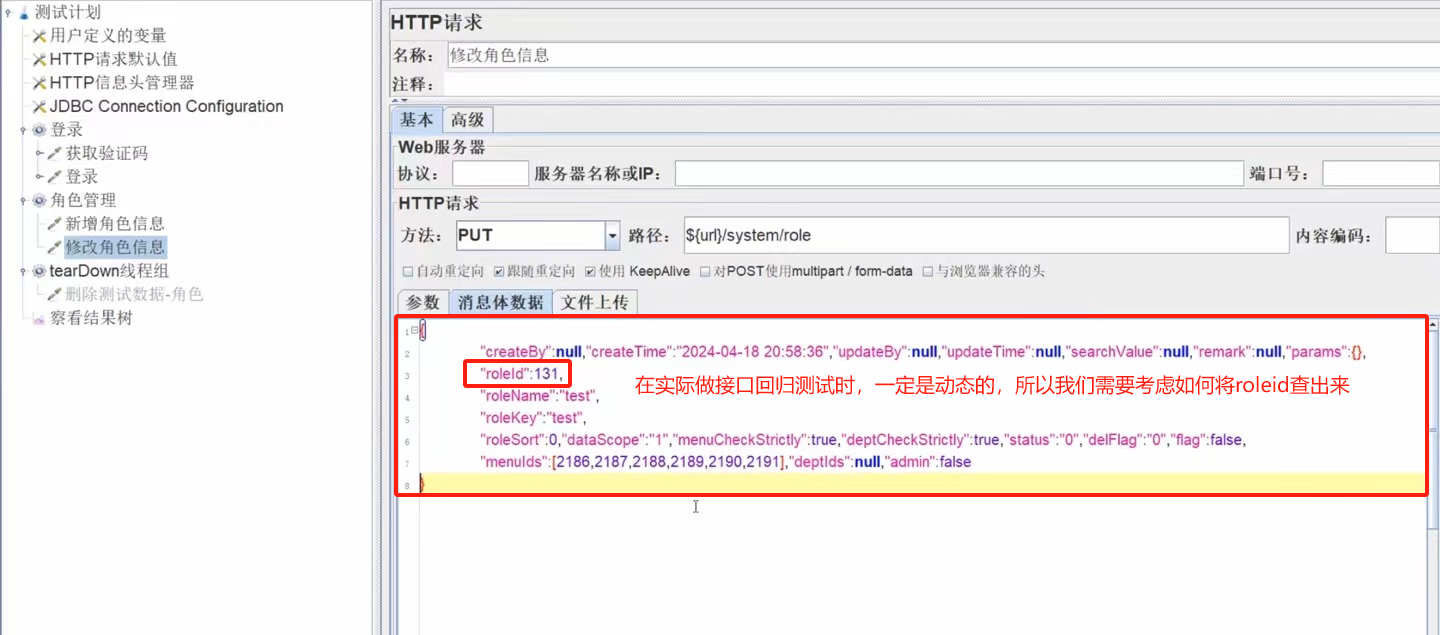 测试计划
用户定义的变量
HTTP请求默认值
HTTP信息头管理器
JDBC Connection Configuration
登录
获取验证码
登录
角色管理
新增角色信息
修改角色信息
tearDown线程组
删除测试数据-角色
察看结果树
HTTP请求
名称： 修改角色信息
注释：
基本 高级
Web服务器
协议： 服务器名称或IP： 端口号：
HTTP请求
方法： PUT 路径： ${url}/system/role 内容编码：
自动重定向 跟随重定向 使用 KeepAlive 对POST使用multipart / form-data 与浏览器兼容的头
参数 消息体数据 文件上传
1 {
2 "createBy":null,"createTime":"2024-04-18 20:58:36","updateBy":null,"updateTime":null,"searchValue":null,"remark":null,"params":{},
3 "roleId":131, 在实际做接口回归测试时，一定是动态的，所以我们需要考虑如何将roleid查出来
4 "roleName":"test",
5 "roleKey":"test",
6 "roleSort":0,"dataScope":"1","menuCheckStrictly":true,"deptCheckStrictly":true,"status":"0","delFlag":"0","flag":false,
7 "menuIds":[2186,2187,2188,2189,2190,2191],"deptIds":null,"admin":false
8 }